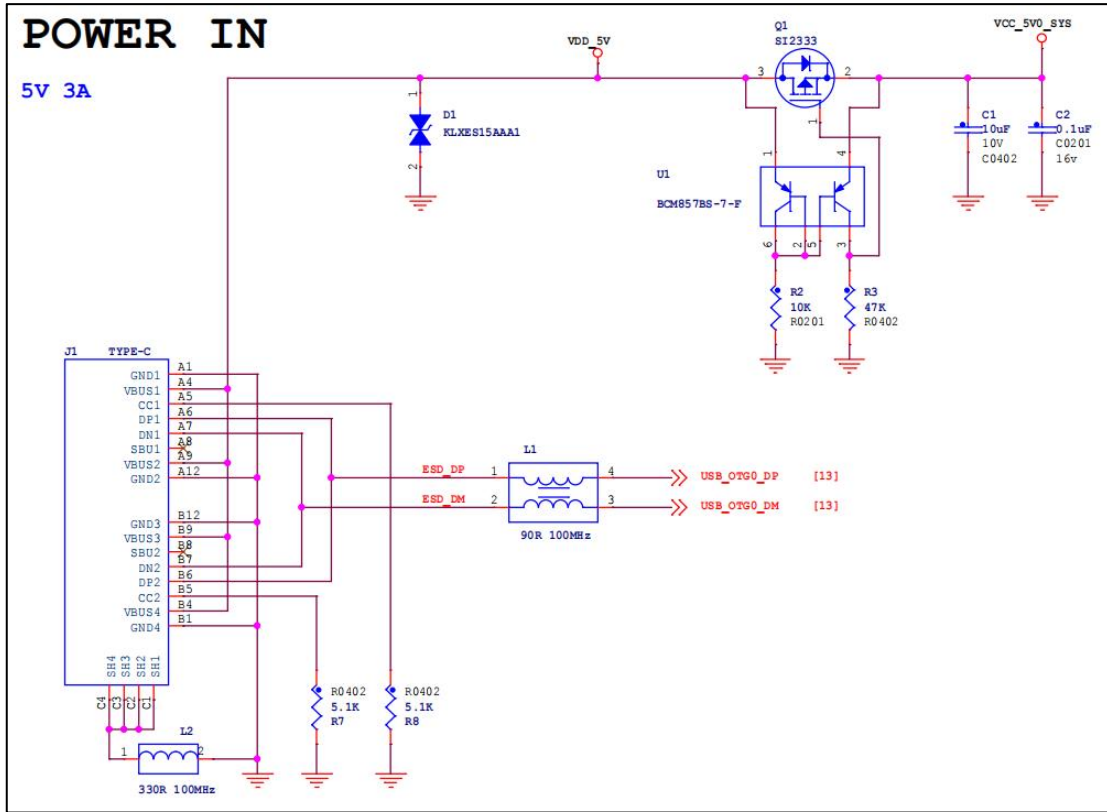 POWER IN
5V 3A
Q1
SI2333
VCC_5V0_SYS
VDD_5V
3
2
1
1
D1
KLXES15AAA1
2
C1
10uF
10V
C0402
C2
0.1uF
C0201
16v
1
4
U1
BCM857BS-7-F
6
2
5
3
R2
10K
R0201
R3
47K
R0402
J1 TYPE-C
GND1 A1
VBUS1 A4
CC1 A5
DP1 A6
DN1 A7
SBU1 A8
VBUS2 A9
GND2 A12
GND3 B12
VBUS3 B9
SBU2 B8
DN2 B7
DP2 B6
CC2 B5
VBUS4 B4
GND4 B1
SH4
SH3
SH2
SH1
C4
C3
C2
C1
L1
ESD_DP 1 4 USB_OTG0_DP [13]
ESD_DM 2 3 USB_OTG0_DM [13]
90R 100MHz
R0402
5.1K
R7
R0402
5.1K
R8
L2
1 2
330R 100MHz